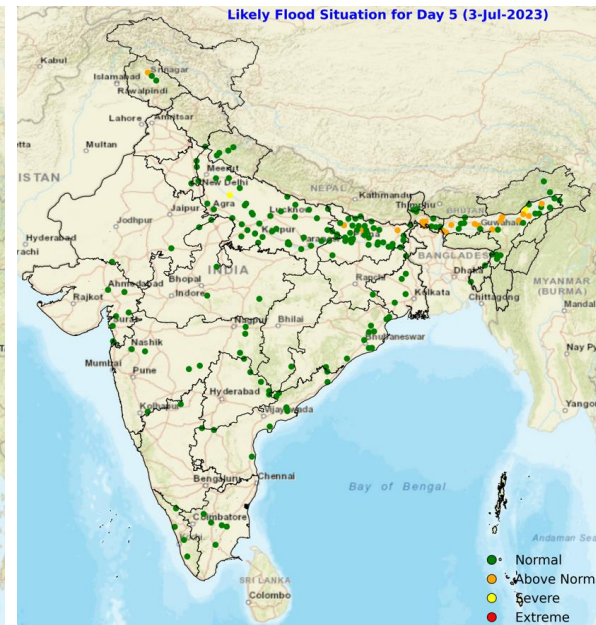 Likely Flood Situation for Day 5 (3-Jul-2023)
Kabul
Srinagar
Islamabad
Rawalpindi
Lahore
Amritsar
Multan
ISTAN
Meerut
New Delhi
NEPAL
Kathmandu
Thimphu
BHUTAN
Agra
Lucknow
Guwahati
Jaipur
Jodhpur
Kanpur
Hyderabad
BANGLADESH
Dhaka
INDIA
Bhopal
Ranchi
Ahmedabad
Indore
Kolkata
Chittagong
MYANMAR
(BURMA)
Rajkot
Mandal
Surat
Nagpur
Bhilai
Bhubaneswar
Nashik
Mumbai
Pune
Nay Py
Hyderabad
Kolhapur
Vijayawada
Yangon
Bengaluru
Chennai
Bay of Bengal
Coimbatore
Kochi
Andaman Sea
SRI LANKA
Colombo
Normal
Above Norm
Severe
Extreme